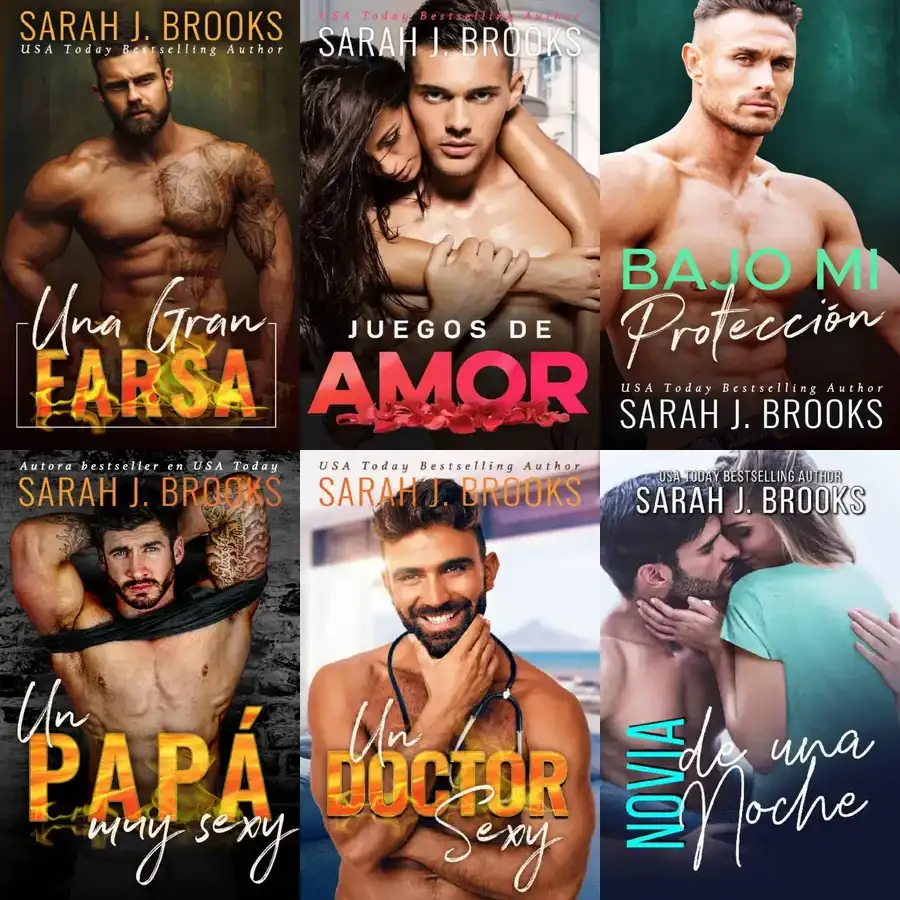 SARAH J. BROOKS
USA Today Bestselling Author
Una Gran
FARSA
USA Today Bestselling Author
SARAH J. BROOKS
JUEGOS DE
AMOR
BAJO MI
Protección
USA Today Bestselling Author
SARAH J. BROOKS
Autora bestseller en USA Today
SARAH J. BROOKS
Un
PAPÁ
muy sexy
USA Today Bestselling Author
SARAH J. BROOKS
Un
DOCTOR
Sexy
USA TODAY BESTSELLING AUTHOR
SARAH J. BROOKS
NOVIA
de una
Noche